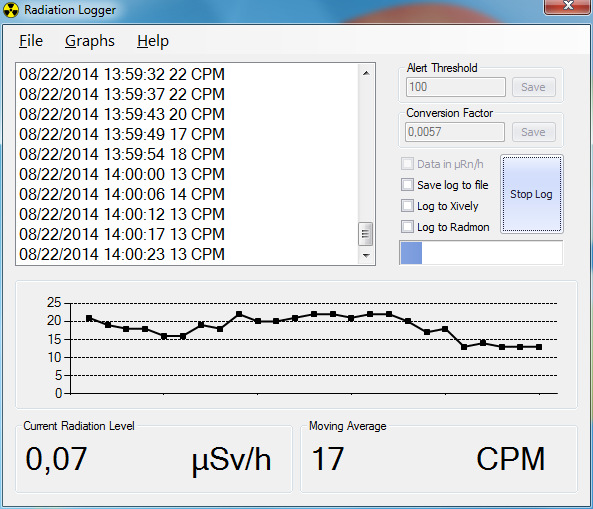 Radiation Logger
File Graphs Help
08/22/2014 13:59:32 22 CPM
08/22/2014 13:59:37 22 CPM
08/22/2014 13:59:43 20 CPM
08/22/2014 13:59:49 17 CPM
08/22/2014 13:59:54 18 CPM
08/22/2014 14:00:00 13 CPM
08/22/2014 14:00:06 14 CPM
08/22/2014 14:00:12 13 CPM
08/22/2014 14:00:17 13 CPM
08/22/2014 14:00:23 13 CPM
Alert Threshold
100 Save
Conversion Factor
0,0057 Save
Data in µRn/h
Save log to file
Log to Xively
Log to Radmon
Stop Log
25
20
15
10
5
0
Current Radiation Level
0,07 µSv/h
Moving Average
17 CPM